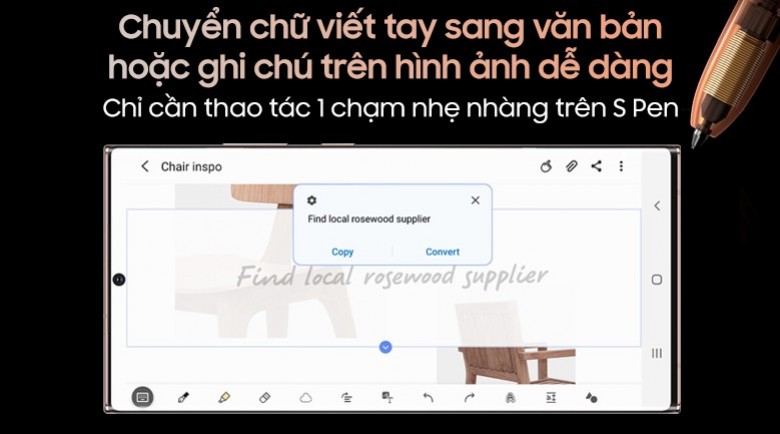 Chuyển chữ viết tay sang văn bản
hoặc ghi chú trên hình ảnh dễ dàng
Chỉ cần thao tác 1 chạm nhẹ nhàng trên S Pen
Chair inspo
Find local rosewood supplier
Copy Convert
Find local rosewood supplier